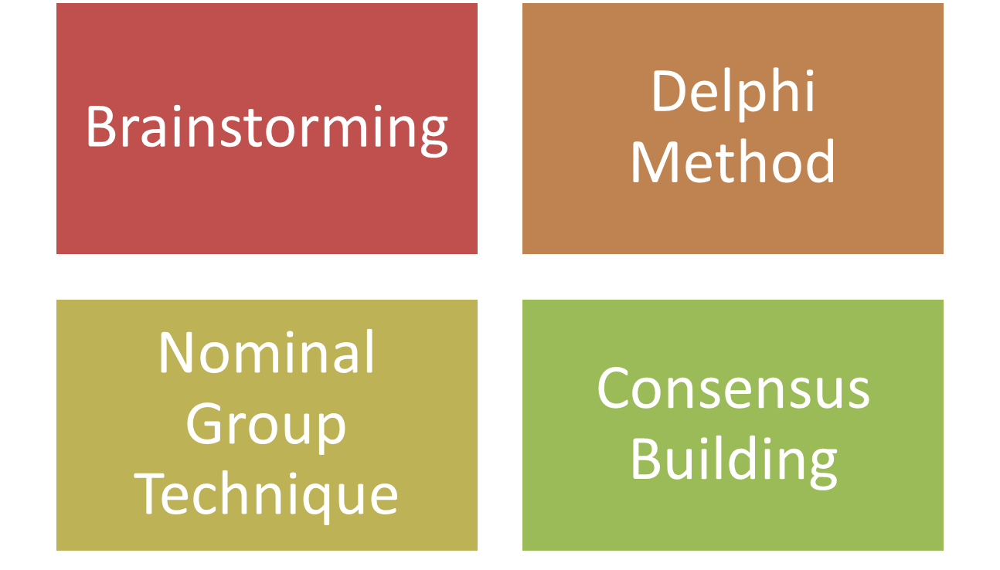 Brainstorming
Delphi
Method
Nominal
Group
Technique
Consensus
Building